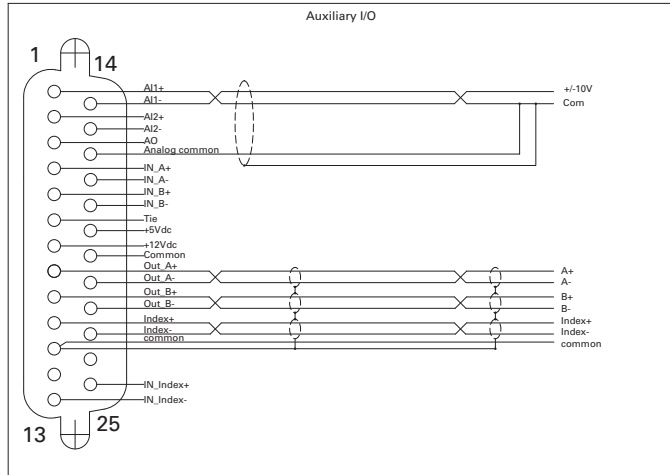 Auxiliary I/O
1
14
AI1+
AI1-
AI2+
AI2-
AO
Analog common
IN_A+
IN_A-
IN_B+
IN_B-
Tie
+5Vdc
+12Vdc
Common
Out_A+
Out_A-
Out_B+
Out_B-
Index+
Index-
common
IN_Index+
IN_Index-
13
25
+/-10V
Com
A+
A-
B+
B-
Index+
Index-
common